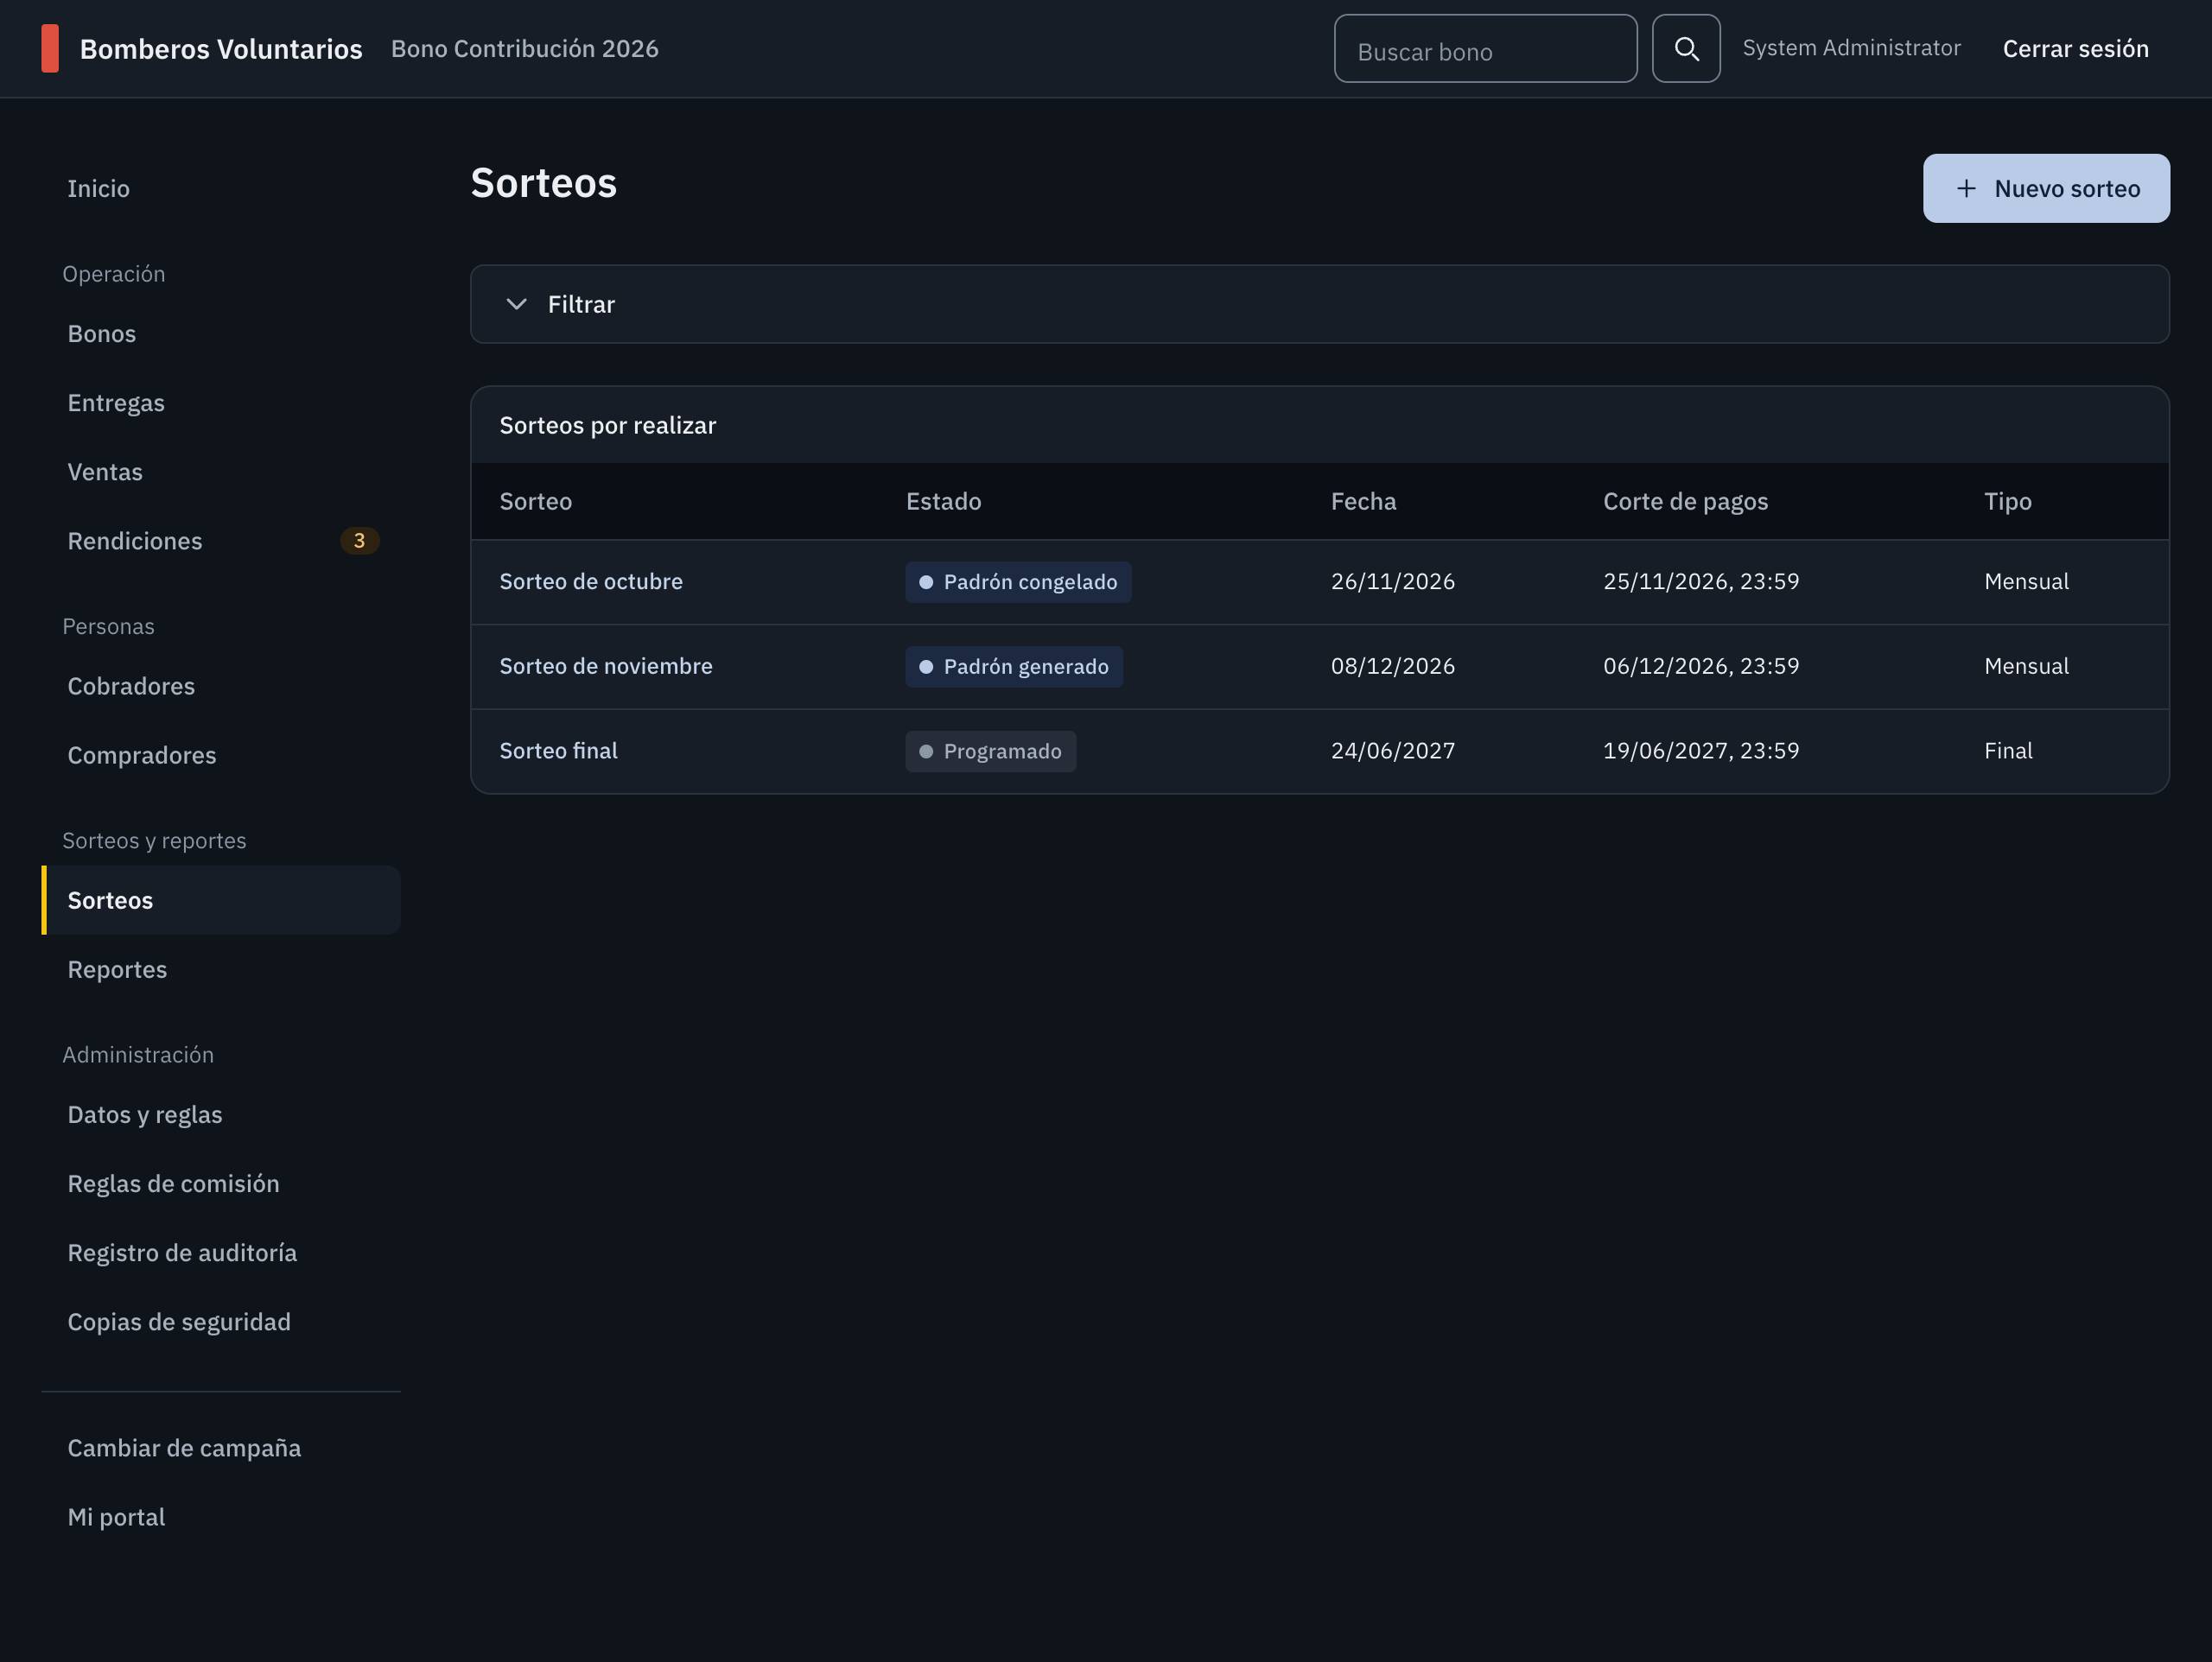 Bomberos Voluntarios Bono Contribución 2026 Buscar bono System Administrator Cerrar sesión
Inicio
Operación
Bonos
Entregas
Ventas
Rendiciones 3
Personas
Cobradores
Compradores
Sorteos y reportes
Sorteos
Reportes
Administración
Datos y reglas
Reglas de comisión
Registro de auditoría
Copias de seguridad
Cambiar de campaña
Mi portal
Sorteos
+ Nuevo sorteo
Filtrar
Sorteos por realizar
Sorteo Estado Fecha Corte de pagos Tipo
Sorteo de octubre Padrón congelado 26/11/2026 25/11/2026, 23:59 Mensual
Sorteo de noviembre Padrón generado 08/12/2026 06/12/2026, 23:59 Mensual
Sorteo final Programado 24/06/2027 19/06/2027, 23:59 Final